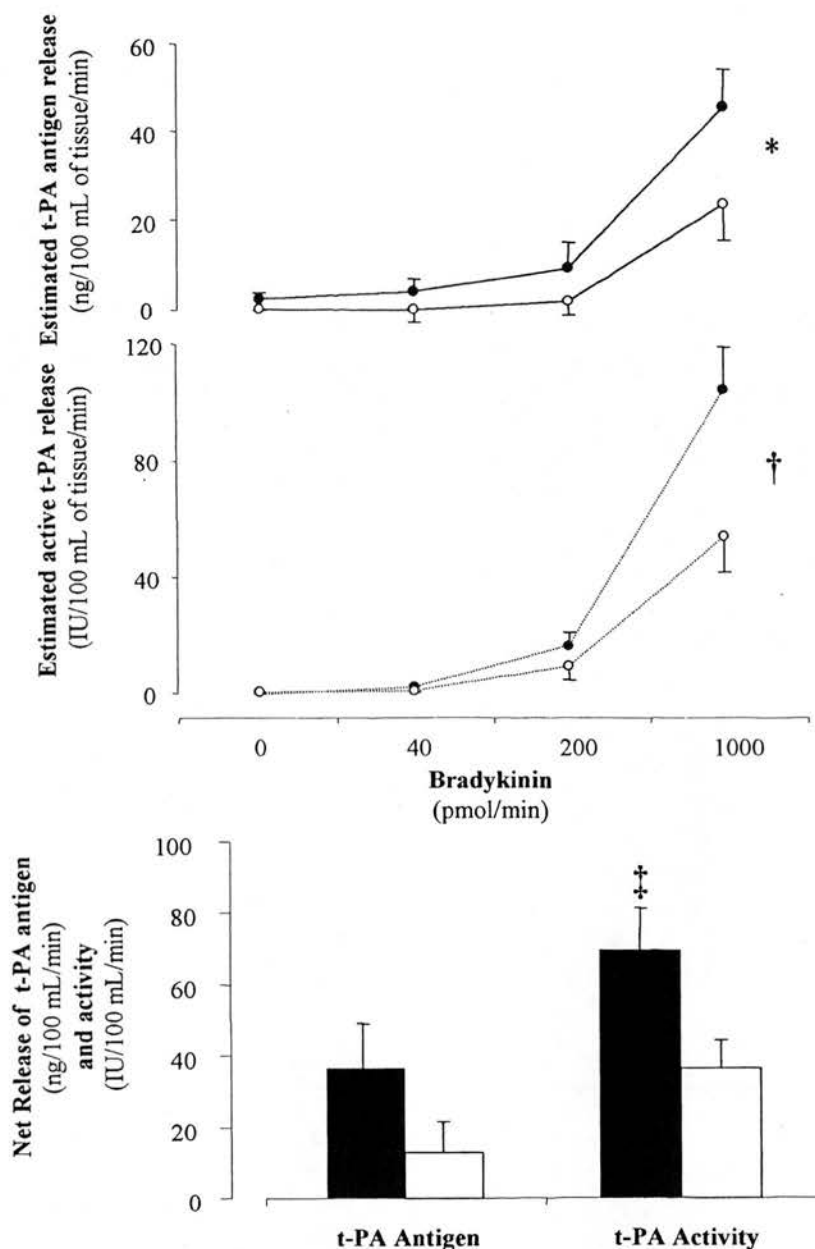 Estimated t-PA antigen release
(ng/100 mL of tissue/min)
60
40
20
0
*
Estimated active t-PA release
(IU/100 mL of tissue/min)
120
80
40
0
†
0 40 200 1000
Bradykinin
(pmol/min)
Net Release of t-PA antigen
(ng/100 mL/min)
and activity
(IU/100 mL/min)
100
80
60
40
20
0
‡
t-PA Antigen t-PA Activity